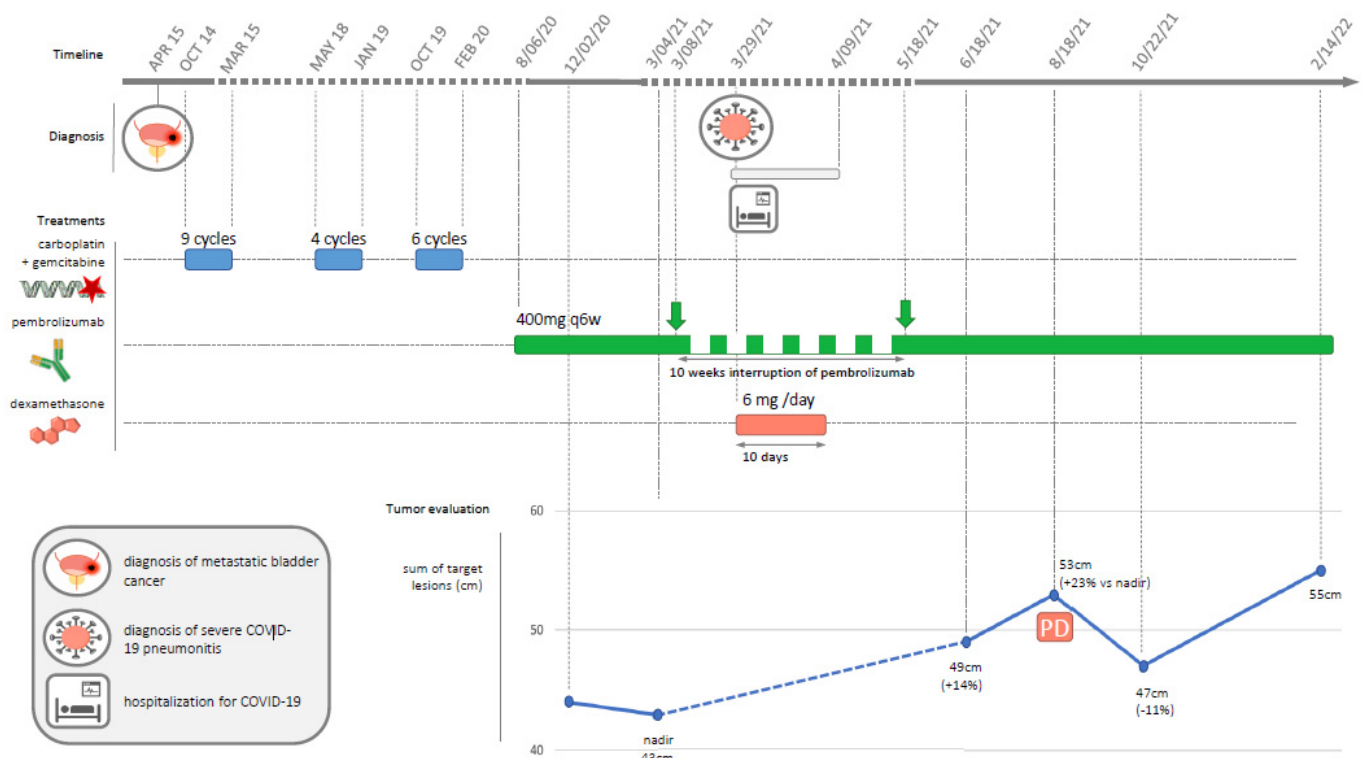 Timeline
APR 15
OCT 14
MAR 15
MAY 18
JAN 19
OCT 19
FEB 20
8/06/20
12/02/20
3/04/21
3/08/21
3/29/21
4/09/21
5/18/21
6/18/21
8/18/21
10/22/21
2/14/22
Diagnosis
Treatments
carboplatin
+ gemcitabine
9 cycles
4 cycles
6 cycles
pembrolizumab
400mg q6w
10 weeks interruption of pembrolizumab
dexamethasone
6 mg /day
10 days
Tumor evaluation
sum of target
lesions (cm)
60
50
40
nadir
43cm
49cm
(+14%)
53cm
(+23% vs nadir)
PD
47cm
(-11%)
55cm
diagnosis of metastatic bladder
cancer
diagnosis of severe COVID-
19 pneumonitis
hospitalization for COVID-19